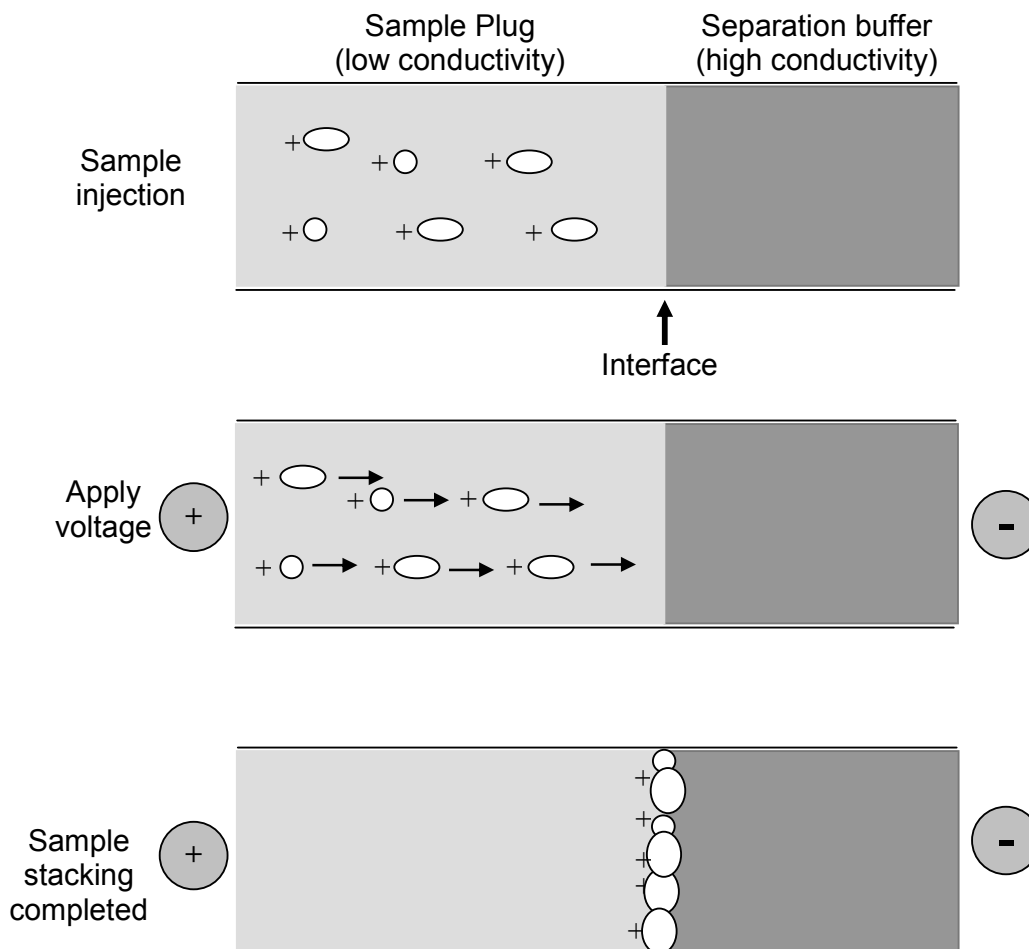 Sample Plug
(low conductivity)
Separation buffer
(high conductivity)
Sample
injection
+
+
+
+
+
+
Interface
Apply
voltage
+
+
+
+
+
+
+
-
Sample
stacking
completed
+
+
+
+
+
+
+
-